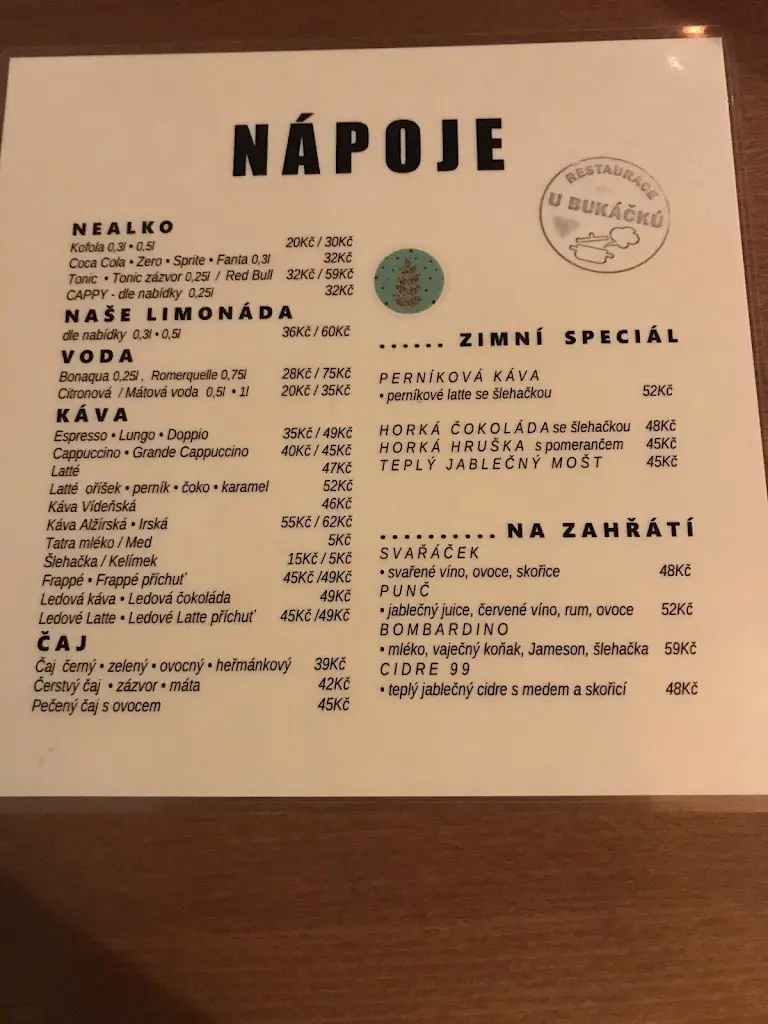 NÁPOJE
RESTAURACE
U BUKÁČKŮ
NEALKO
Kofola 0,3l • 0,5l 20Kč / 30Kč
Coca Cola • Zero • Sprite • Fanta 0,3l 32Kč
Tonic • Tonic zázvor 0,25l / Red Bull 32Kč / 59Kč
CAPPY - dle nabídky 0,25l 32Kč
NAŠE LIMONÁDA
dle nabídky 0,3l • 0,5l 36Kč / 60Kč
VODA
Bonaqua 0,25l , Romerquelle 0,75l 28Kč / 75Kč
Citronová / Mátová voda 0,5l • 1l 20Kč / 35Kč
KÁVA
Espresso • Lungo • Doppio 35Kč / 49Kč
Cappuccino • Grande Cappuccino 40Kč / 45Kč
Latté 47Kč
Latté oříšek • perník • čoko • karamel 52Kč
Káva Vídeňská 46Kč
Káva Alžírská • Irská 55Kč / 62Kč
Tatra mléko / Med 5Kč
Šlehačka / Kelímek 15Kč / 5Kč
Frappé • Frappé příchuť 45Kč /49Kč
Ledová káva • Ledová čokoláda 49Kč
Ledové Latte • Ledové Latte příchuť 45Kč /49Kč
ČAJ
Čaj černý • zelený • ovocný • heřmánkový 39Kč
Čerstvý čaj • zázvor • máta 42Kč
Pečený čaj s ovocem 45Kč
...... ZIMNÍ SPECIÁL
PERNÍKOVÁ KÁVA
• perníkové latte se šlehačkou 52Kč
HORKÁ ČOKOLÁDA se šlehačkou 48Kč
HORKÁ HRUŠKA s pomerančem 45Kč
TEPLÝ JABLEČNÝ MOŠT 45Kč
.......... NA ZAHŘÁTÍ
SVAŘÁČEK
• svařené víno, ovoce, skořice 48Kč
PUNČ
• jablečný juice, červené víno, rum, ovoce 52Kč
BOMBARDINO
• mléko, vaječný koňak, Jameson, šlehačka 59Kč
CIDRE 99
• teplý jablečný cidre s medem a skořicí 48Kč